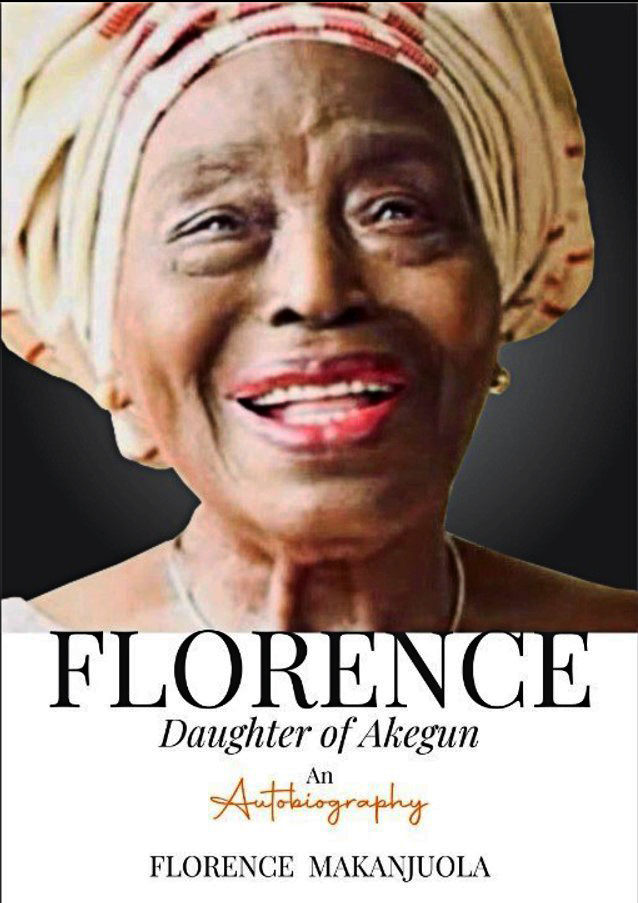 FLORENCE
Daughter of Akegun
An
Autobiography
FLORENCE MAKANJUOLA